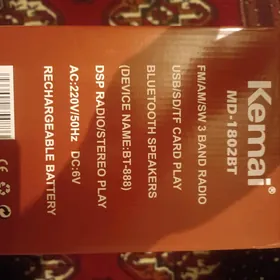 Kemai
MD-1802BT
FM/AM/SW 3 BAND RADIO
USB/SD/TF CARD PLAY
BLUETOOTH SPEAKERS
(DEVICE NAME:BT-888)
DSP RADIO/STEREO PLAY
AC:220V/50Hz DC:6V
RECHARGEABLE BATTERY
CE